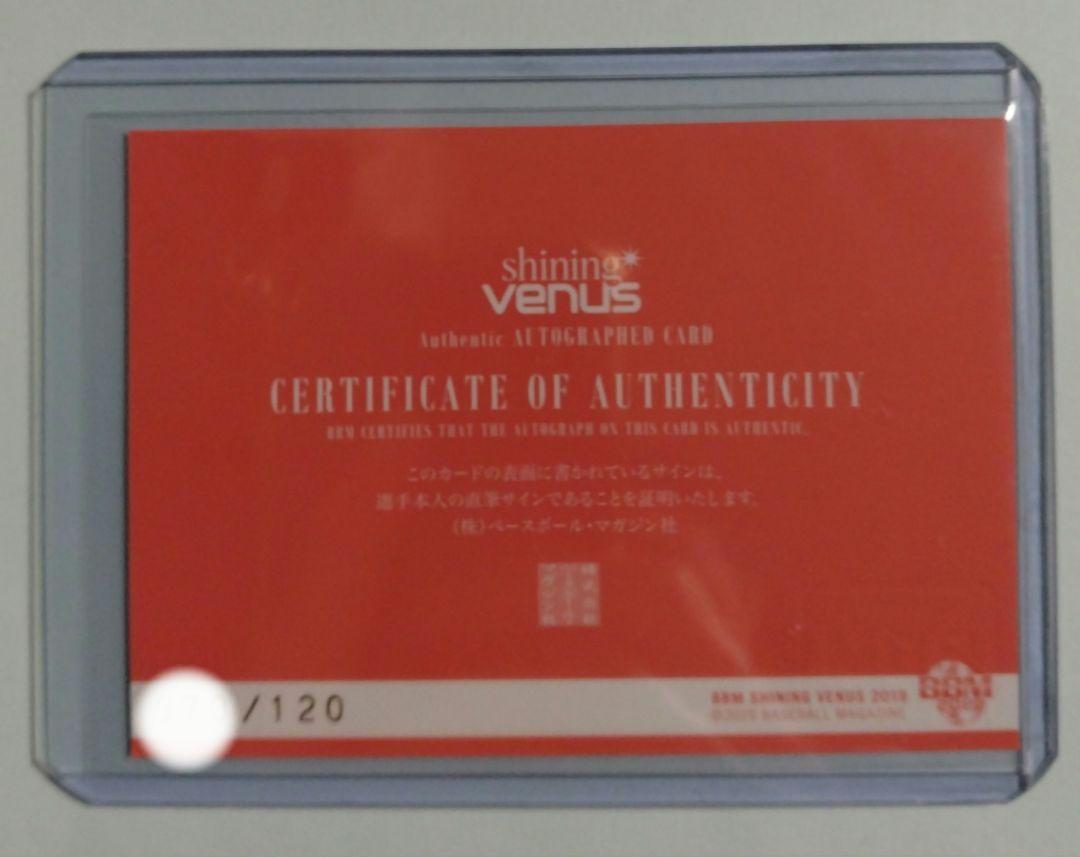 shining
venus
Authentic AUTOGRAPHED CARD
CERTIFICATE OF AUTHENTICITY
BBM CERTIFIES THAT THE AUTOGRAPH ON THIS CARD IS AUTHENTIC.
このカードの表面に書かれているサインは、
選手本人の直筆サインであることを証明いたします。
(株)ベースボール・マガジン社
/120
BBM SHINING VENUS 2019
BASEBALL MAGAZINE
BBM